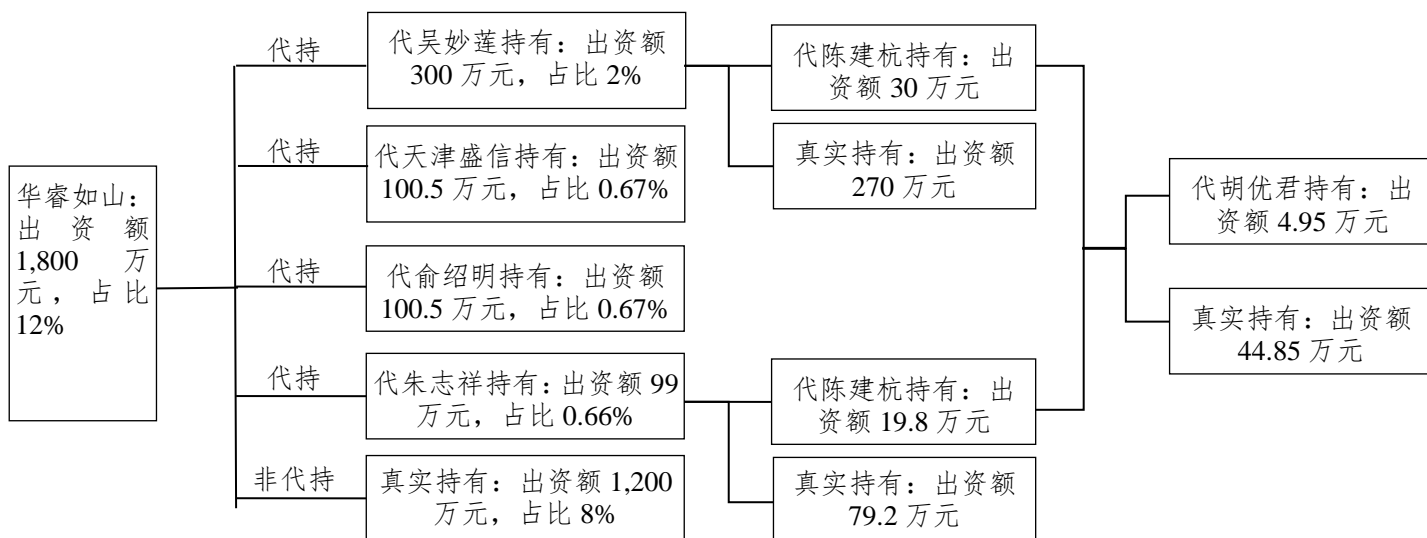 华睿如山：
出资额
1,800 万
元，占比
12%
代持
代吴妙莲持有：出资额
300 万元，占比 2%
代持
代天津盛信持有：出资额
100.5 万元，占比 0.67%
代持
代俞绍明持有：出资额
100.5 万元，占比 0.67%
代持
代朱志祥持有：出资额 99
万元，占比 0.66%
非代持
真实持有：出资额 1,200
万元，占比 8%
代陈建杭持有：出
资额 30 万元
真实持有：出资额
270 万元
代陈建杭持有：出
资额 19.8 万元
真实持有：出资额
79.2 万元
代胡优君持有：出
资额 4.95 万元
真实持有：出资额
44.85 万元